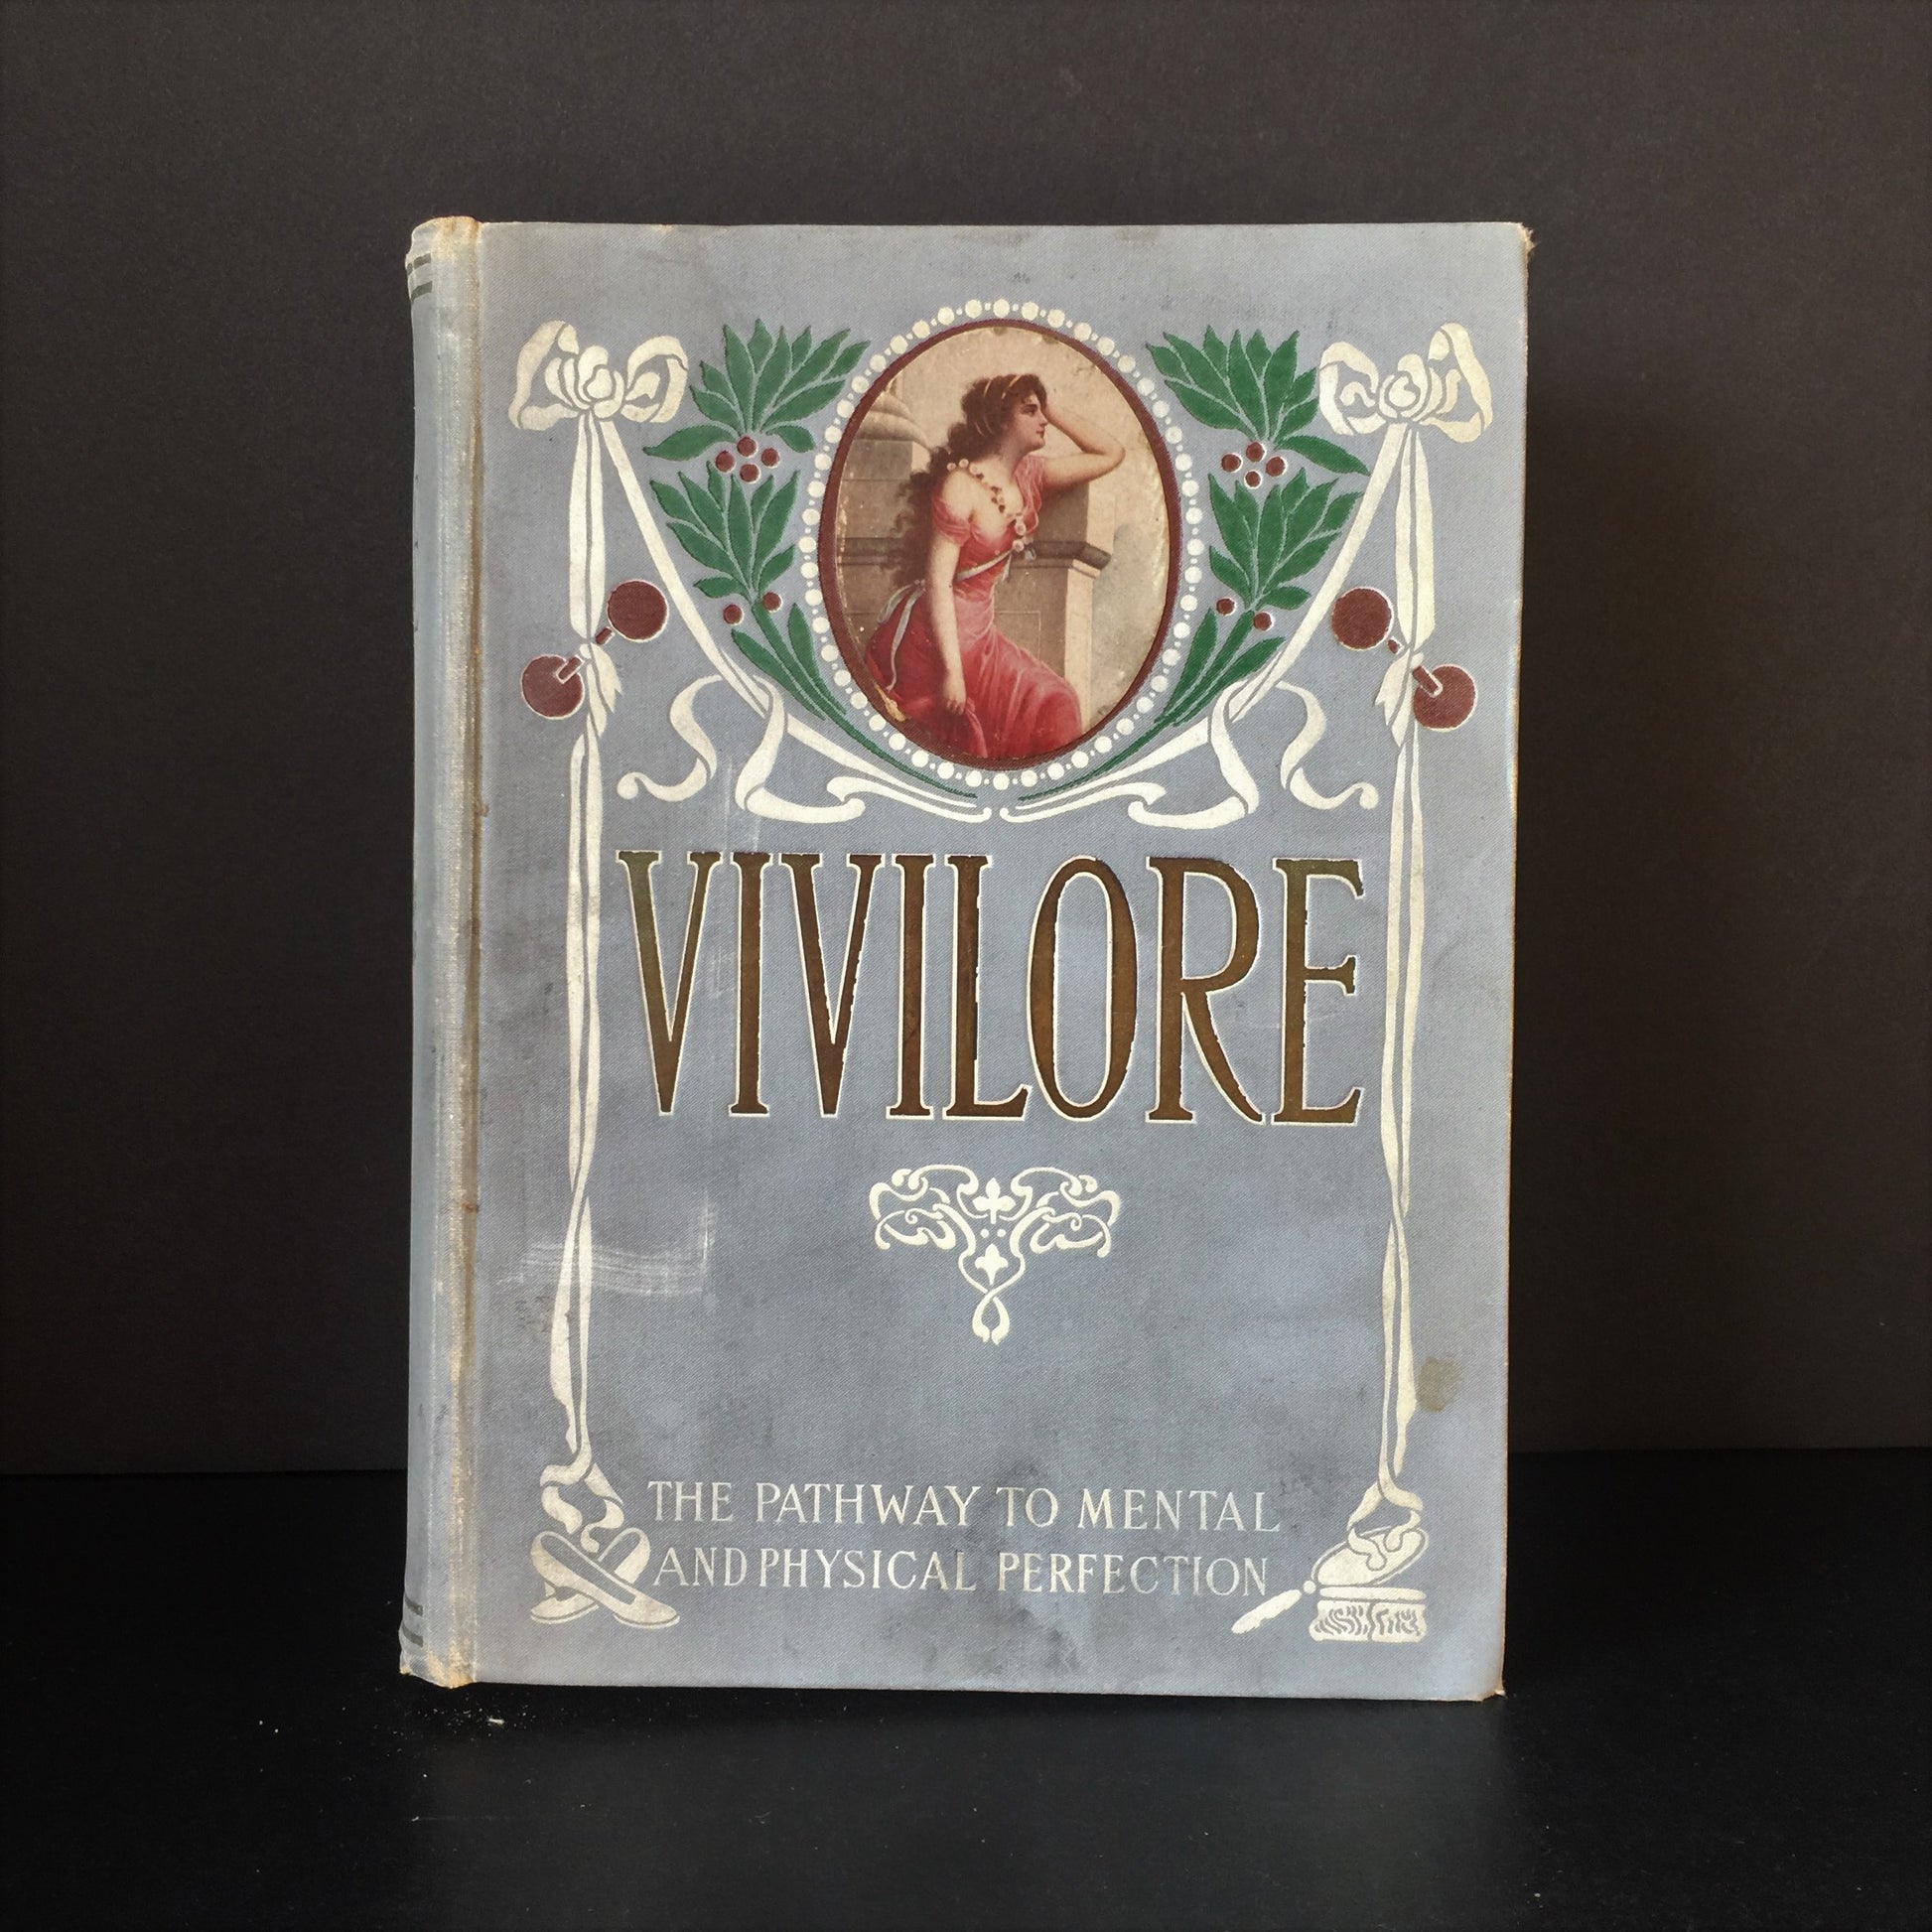 VIVILORE
THE PATHWAY TO MENTAL
AND PHYSICAL PERFECTION